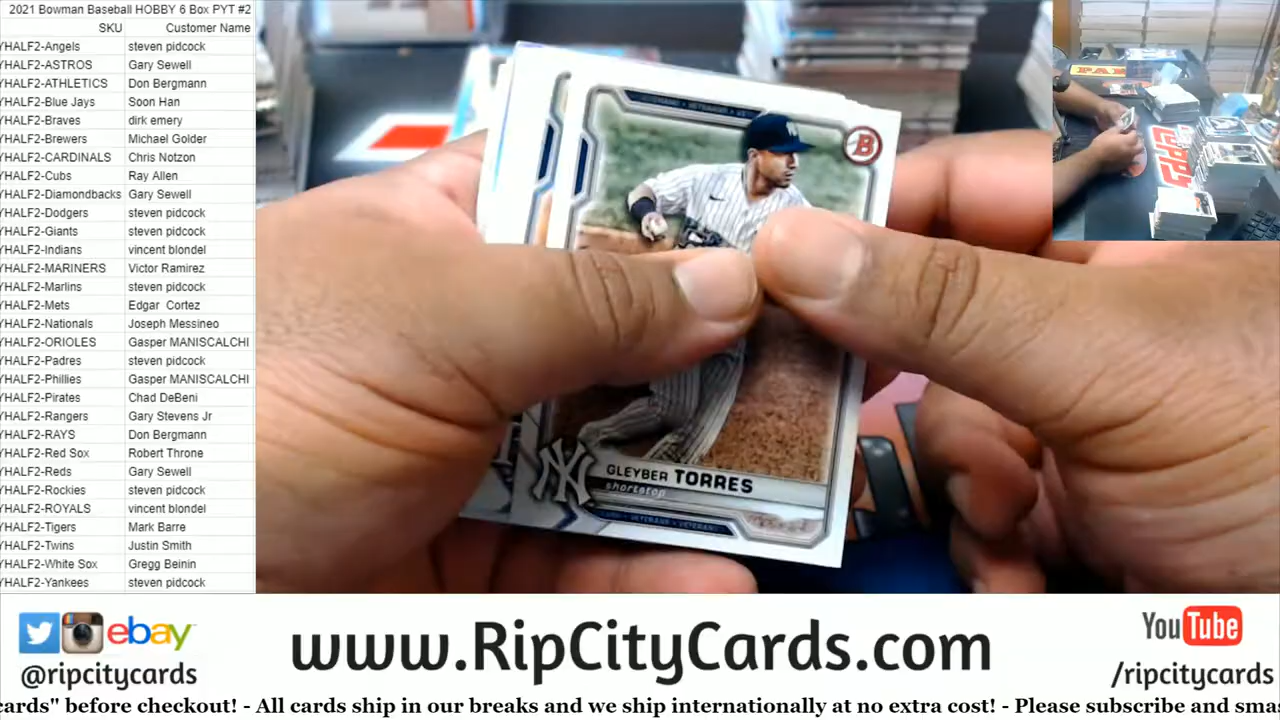 2021 Bowman Baseball HOBBY 6 Box PYT #2
SKU Customer Name
YHALF2-Angels steven pidcock
YHALF2-ASTROS Gary Sewell
YHALF2-ATHLETICS Don Bergmann
YHALF2-Blue Jays Soon Han
YHALF2-Braves dirk emery
YHALF2-Brewers Michael Golder
YHALF2-CARDINALS Chris Notzon
YHALF2-Cubs Ray Allen
YHALF2-Diamondbacks Gary Sewell
YHALF2-Dodgers steven pidcock
YHALF2-Giants steven pidcock
YHALF2-Indians vincent blondel
YHALF2-MARINERS Victor Ramirez
YHALF2-Marlins steven pidcock
YHALF2-Mets Edgar Cortez
YHALF2-Nationals Joseph Messineo
YHALF2-ORIOLES Gasper MANISCALCHI
YHALF2-Padres steven pidcock
YHALF2-Phillies Gasper MANISCALCHI
YHALF2-Pirates Chad DeBeni
YHALF2-Rangers Gary Stevens Jr
YHALF2-RAYS Don Bergmann
YHALF2-Red Sox Robert Throne
YHALF2-Reds Gary Sewell
YHALF2-Rockies steven pidcock
YHALF2-ROYALS vincent blondel
YHALF2-Tigers Mark Barre
YHALF2-Twins Justin Smith
YHALF2-White Sox Gregg Beinin
YHALF2-Yankees steven pidcock
B
NY
GLEYBER TORRES
shortstop
TOPPS
ebay
@ripcitycards
www.RipCityCards.com
YouTube
/ripcitycards
cards" before checkout! - All cards ship in our breaks and we ship internationally at no extra cost! - Please subscribe and smas